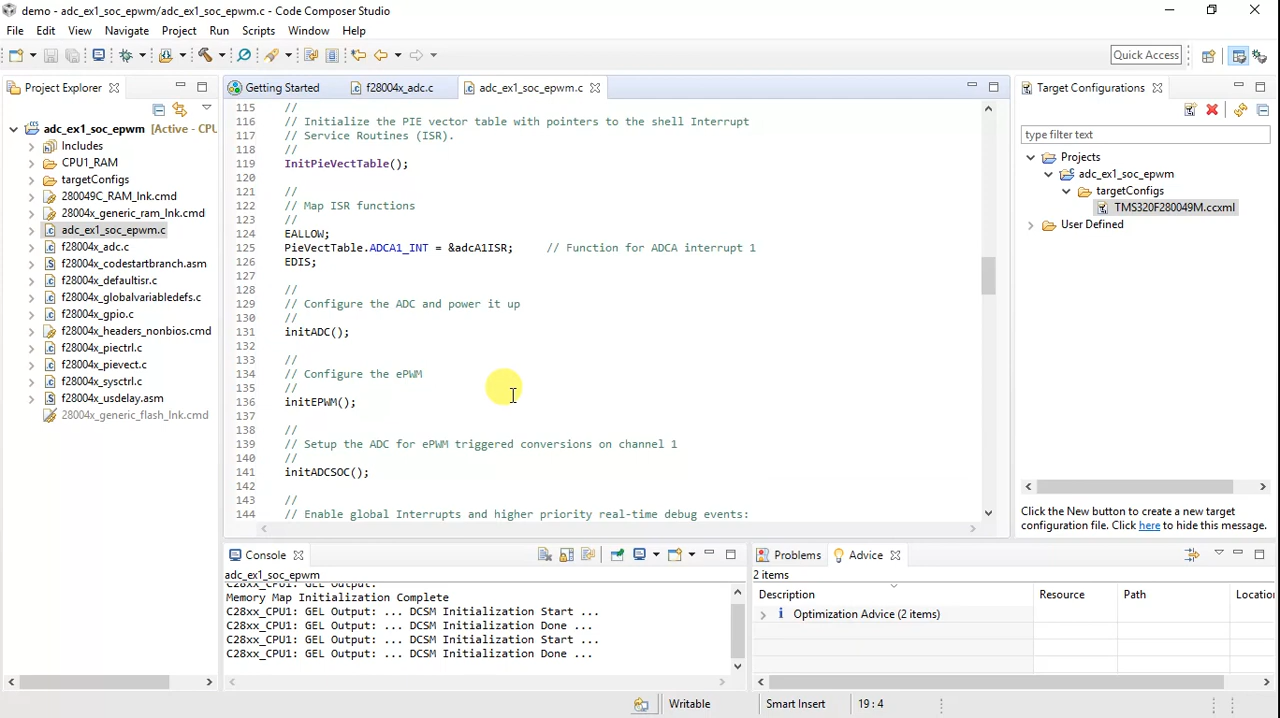 demo - adc_ex1_soc_epwm/adc_ex1_soc_epwm.c - Code Composer Studio
File Edit View Navigate Project Run Scripts Window Help
Quick Access
Project Explorer
adc_ex1_soc_epwm [Active - CPU
Includes
CPU1_RAM
targetConfigs
280049C_RAM_lnk.cmd
28004x_generic_ram_lnk.cmd
adc_ex1_soc_epwm.c
f28004x_adc.c
f28004x_codestartbranch.asm
f28004x_defaultisr.c
f28004x_globalvariabledefs.c
f28004x_gpio.c
f28004x_headers_nonbios.cmd
f28004x_piectrl.c
f28004x_pievect.c
f28004x_sysctrl.c
f28004x_usdelay.asm
28004x_generic_flash_lnk.cmd
Getting Started f28004x_adc.c adc_ex1_soc_epwm.c
115 //
116 // Initialize the PIE vector table with pointers to the shell Interrupt
117 // Service Routines (ISR).
118 //
119 InitPieVectTable();
120
121 //
122 // Map ISR functions
123 //
124 EALLOW;
125 PieVectTable.ADCA1_INT = &adcA1ISR; // Function for ADCA interrupt 1
126 EDIS;
127
128 //
129 // Configure the ADC and power it up
130 //
131 initADC();
132
133 //
134 // Configure the ePWM
135 //
136 initEPWM();
137
138 //
139 // Setup the ADC for ePWM triggered conversions on channel 1
140 //
141 initADCSOC();
142
143 //
144 // Enable global Interrupts and higher priority real-time debug events:
Target Configurations
type filter text
Projects
adc_ex1_soc_epwm
targetConfigs
TMS320F280049M.ccxml
User Defined
Click the New button to create a new target
configuration file. Click here to hide this message.
Console
adc_ex1_soc_epwm
C28xx_CPU1: GEL Output:
Memory Map Initialization Complete
C28xx_CPU1: GEL Output: ... DCSM Initialization Start ...
C28xx_CPU1: GEL Output: ... DCSM Initialization Done ...
C28xx_CPU1: GEL Output: ... DCSM Initialization Start ...
C28xx_CPU1: GEL Output: ... DCSM Initialization Done ...
Problems Advice
2 items
Description Resource Path Locatio
Optimization Advice (2 items)
Writable Smart Insert 19 : 4